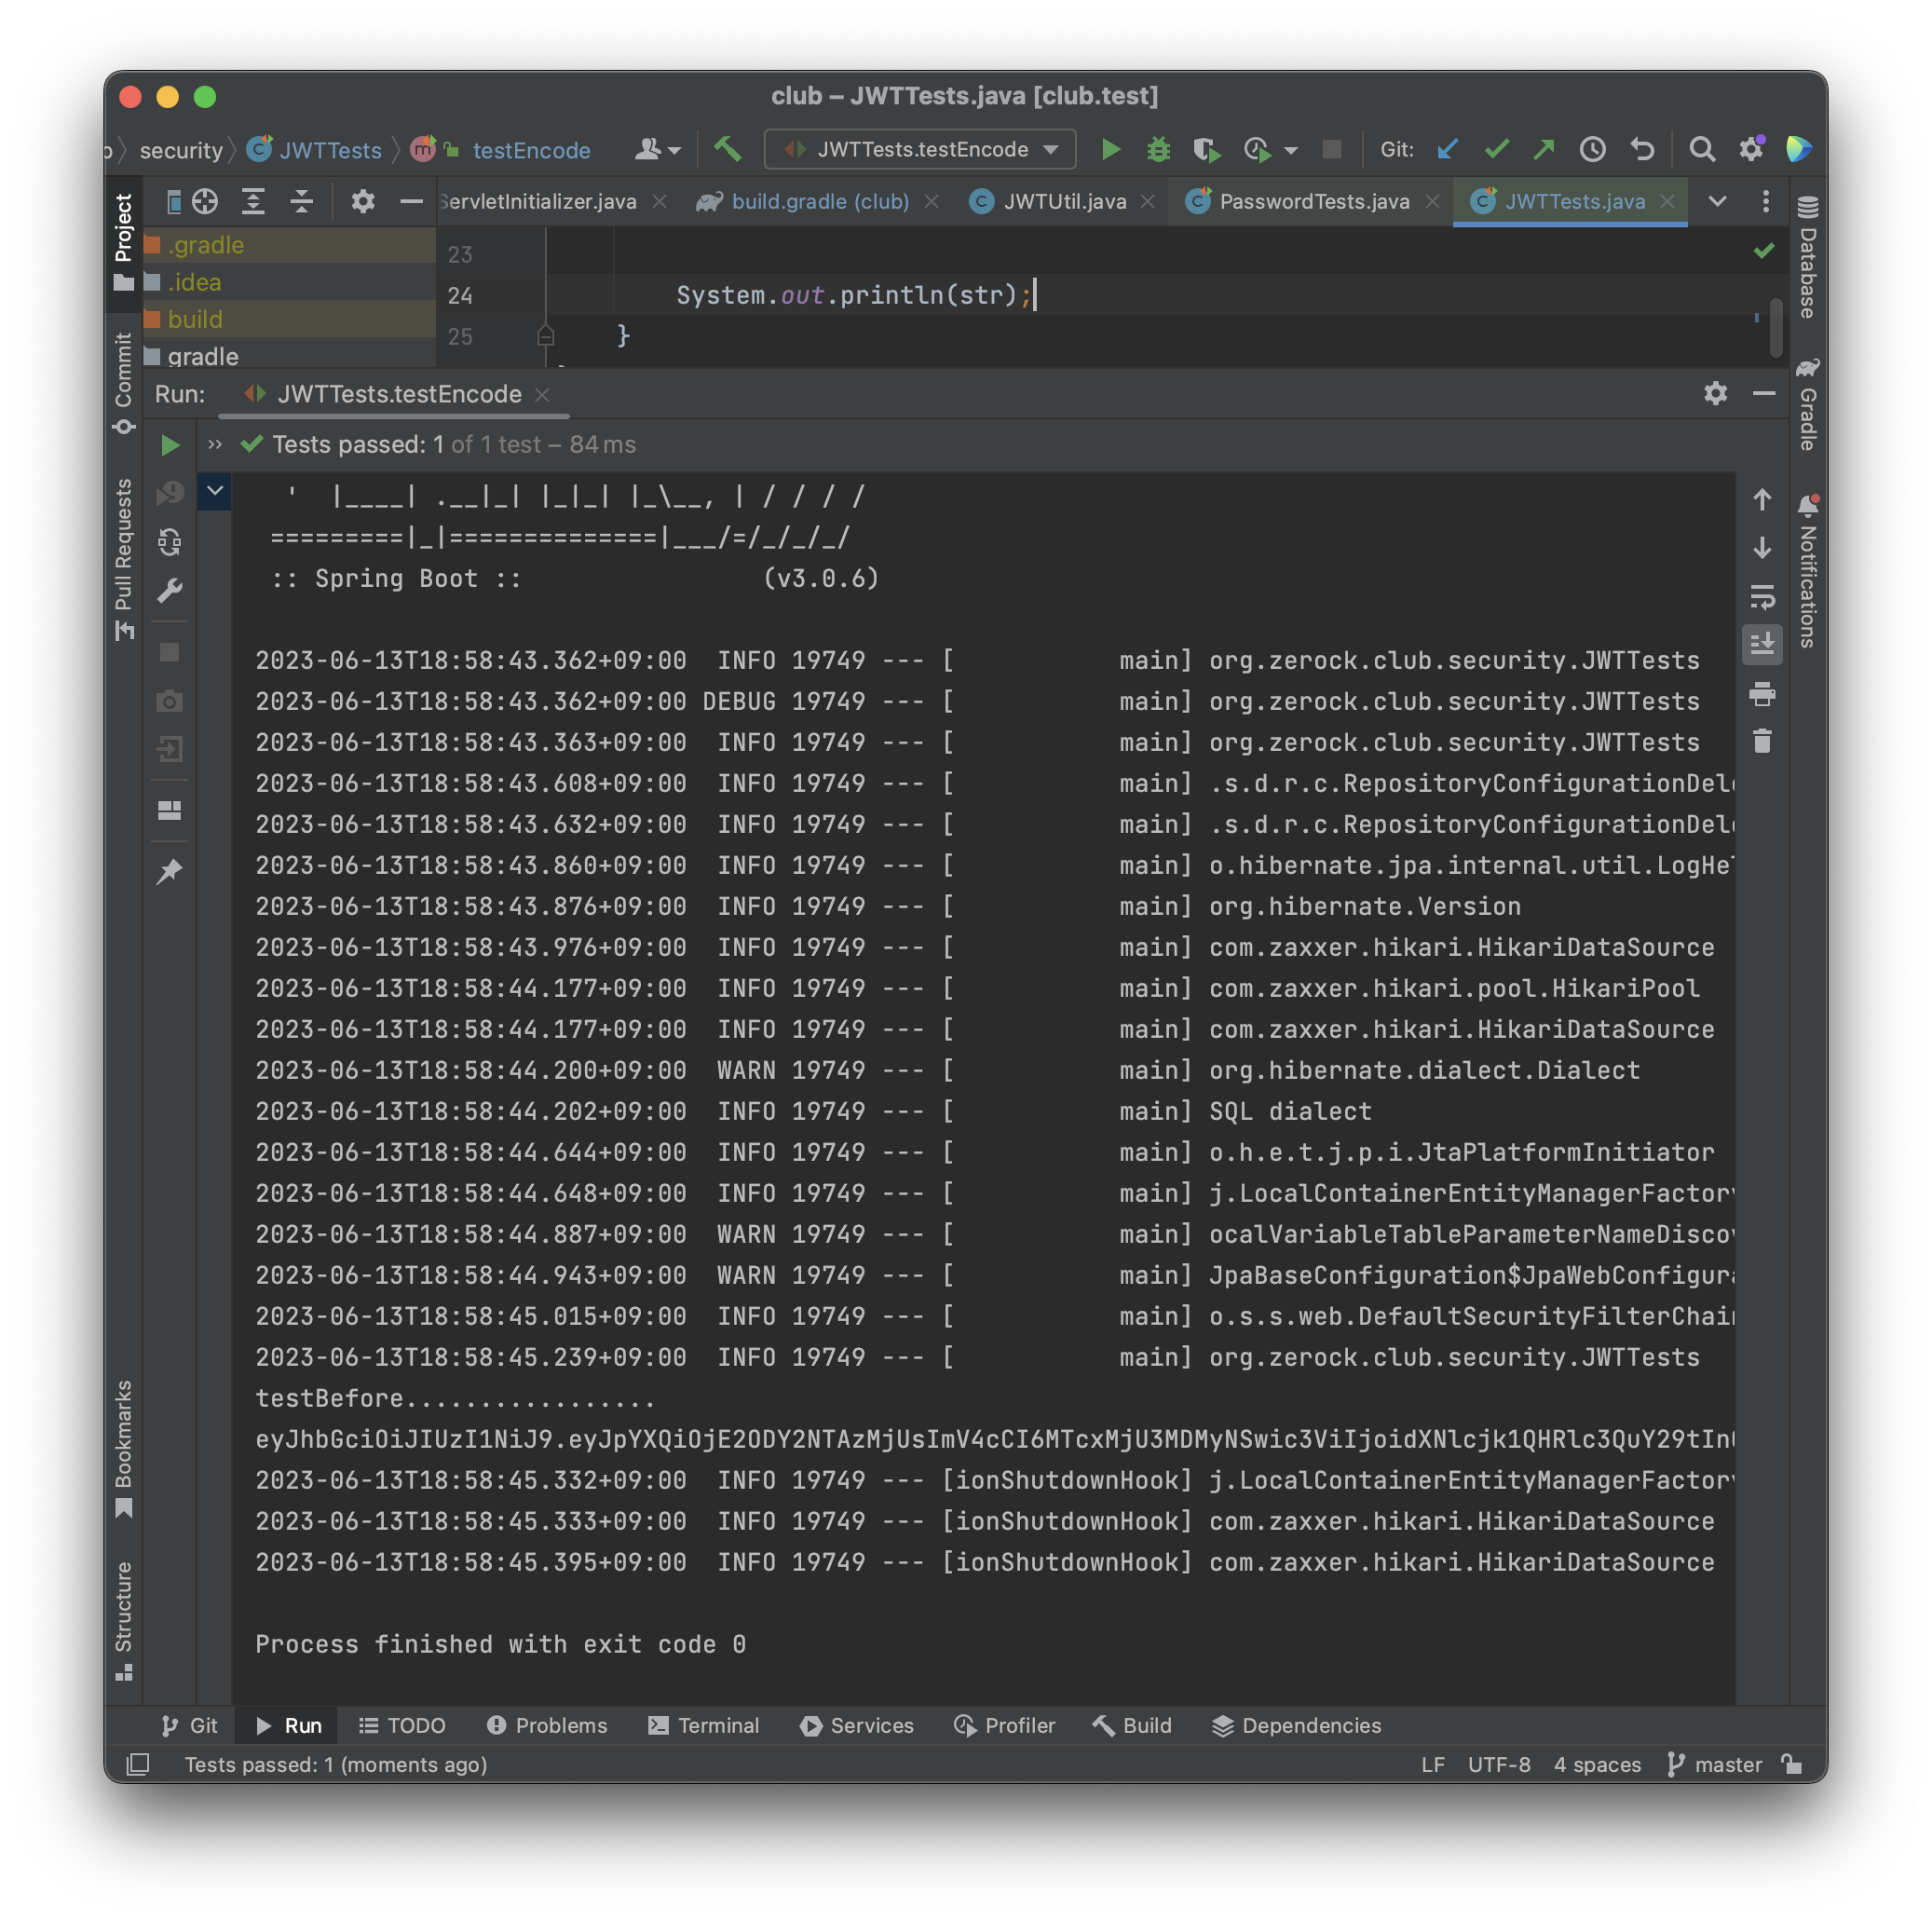 club – JWTTests.java [club.test]
security JWTTests testEncode JWTTests.testEncode Git:
ServletInitializer.java build.gradle (club) JWTUtil.java PasswordTests.java JWTTests.java
Project
Commit
Pull Requests
Bookmarks
Structure
Database
Gradle
Notifications
.gradle
.idea
build
gradle
23
24 System.out.println(str);
25 }
Run: JWTTests.testEncode
Tests passed: 1 of 1 test – 84 ms
' |____| .__|_| |_|_| |_\__, | / / / /
=========|_|==============|___/=/_/_/_/
:: Spring Boot :: (v3.0.6)
2023-06-13T18:58:43.362+09:00 INFO 19749 --- [ main] org.zerock.club.security.JWTTests
2023-06-13T18:58:43.362+09:00 DEBUG 19749 --- [ main] org.zerock.club.security.JWTTests
2023-06-13T18:58:43.363+09:00 INFO 19749 --- [ main] org.zerock.club.security.JWTTests
2023-06-13T18:58:43.608+09:00 INFO 19749 --- [ main] .s.d.r.c.RepositoryConfigurationDele
2023-06-13T18:58:43.632+09:00 INFO 19749 --- [ main] .s.d.r.c.RepositoryConfigurationDele
2023-06-13T18:58:43.860+09:00 INFO 19749 --- [ main] o.hibernate.jpa.internal.util.LogHel
2023-06-13T18:58:43.876+09:00 INFO 19749 --- [ main] org.hibernate.Version
2023-06-13T18:58:43.976+09:00 INFO 19749 --- [ main] com.zaxxer.hikari.HikariDataSource
2023-06-13T18:58:44.177+09:00 INFO 19749 --- [ main] com.zaxxer.hikari.pool.HikariPool
2023-06-13T18:58:44.177+09:00 INFO 19749 --- [ main] com.zaxxer.hikari.HikariDataSource
2023-06-13T18:58:44.200+09:00 WARN 19749 --- [ main] org.hibernate.dialect.Dialect
2023-06-13T18:58:44.202+09:00 INFO 19749 --- [ main] SQL dialect
2023-06-13T18:58:44.644+09:00 INFO 19749 --- [ main] o.h.e.t.j.p.i.JtaPlatformInitiator
2023-06-13T18:58:44.648+09:00 INFO 19749 --- [ main] j.LocalContainerEntityManagerFactory
2023-06-13T18:58:44.887+09:00 WARN 19749 --- [ main] ocalVariableTableParameterNameDiscov
2023-06-13T18:58:44.943+09:00 WARN 19749 --- [ main] JpaBaseConfiguration$JpaWebConfigura
2023-06-13T18:58:45.015+09:00 INFO 19749 --- [ main] o.s.s.web.DefaultSecurityFilterChain
2023-06-13T18:58:45.239+09:00 INFO 19749 --- [ main] org.zerock.club.security.JWTTests
testBefore.................
eyJhbGciOiJIUzI1NiJ9.eyJpYXQiOjE2ODY2NTAzMjUsImV4cCI6MTcxMjU3MDMyNSwic3ViIjoidXNlcjk1QHRlc3QuY29tIn0
2023-06-13T18:58:45.332+09:00 INFO 19749 --- [ionShutdownHook] j.LocalContainerEntityManagerFactory
2023-06-13T18:58:45.333+09:00 INFO 19749 --- [ionShutdownHook] com.zaxxer.hikari.HikariDataSource
2023-06-13T18:58:45.395+09:00 INFO 19749 --- [ionShutdownHook] com.zaxxer.hikari.HikariDataSource
Process finished with exit code 0
Git Run TODO Problems Terminal Services Profiler Build Dependencies
Tests passed: 1 (moments ago) LF UTF-8 4 spaces master